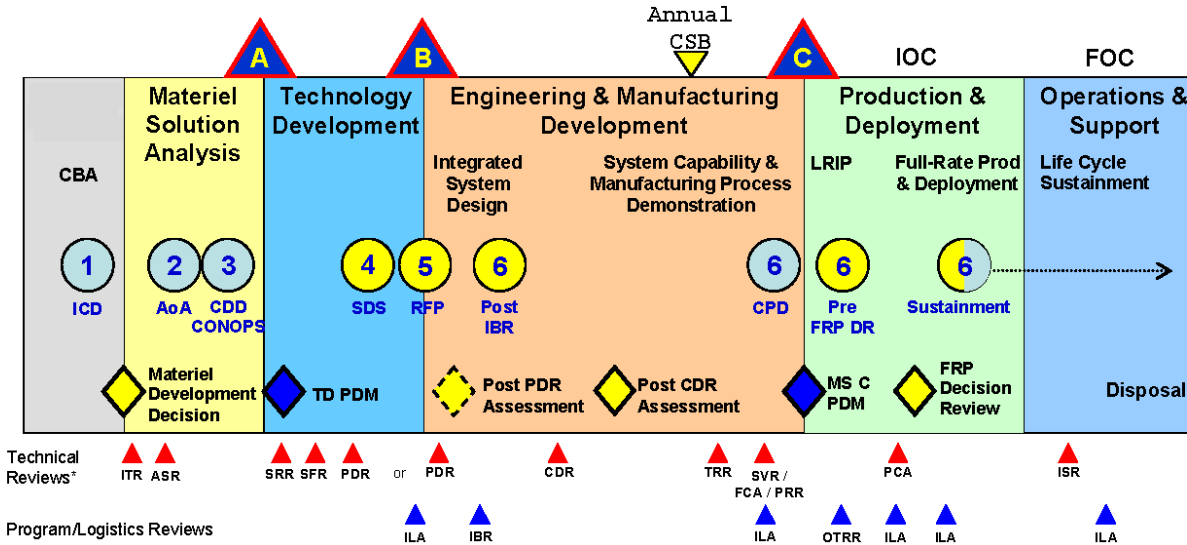 Annual
CSB
A
B
C
IOC
FOC
Materiel
Solution
Analysis
Technology
Development
Engineering & Manufacturing
Development
Production &
Deployment
Operations &
Support
CBA
Integrated
System
Design
System Capability &
Manufacturing Process
Demonstration
LRIP
Full-Rate Prod
& Deployment
Life Cycle
Sustainment
1
2
3
4
5
6
6
6
6
ICD
AoA
CDD
CONOPS
SDS
RFP
Post
IBR
CPD
Pre
FRP DR
Sustainment
Materiel
Development
Decision
TD PDM
Post PDR
Assessment
Post CDR
Assessment
MS C
PDM
FRP
Decision
Review
Disposal
Technical
Reviews*
ITR
ASR
SRR
SFR
PDR
or
PDR
CDR
TRR
SVR /
FCA / PRR
PCA
ISR
Program/Logistics Reviews
ILA
IBR
ILA
OTRR
ILA
ILA
ILA